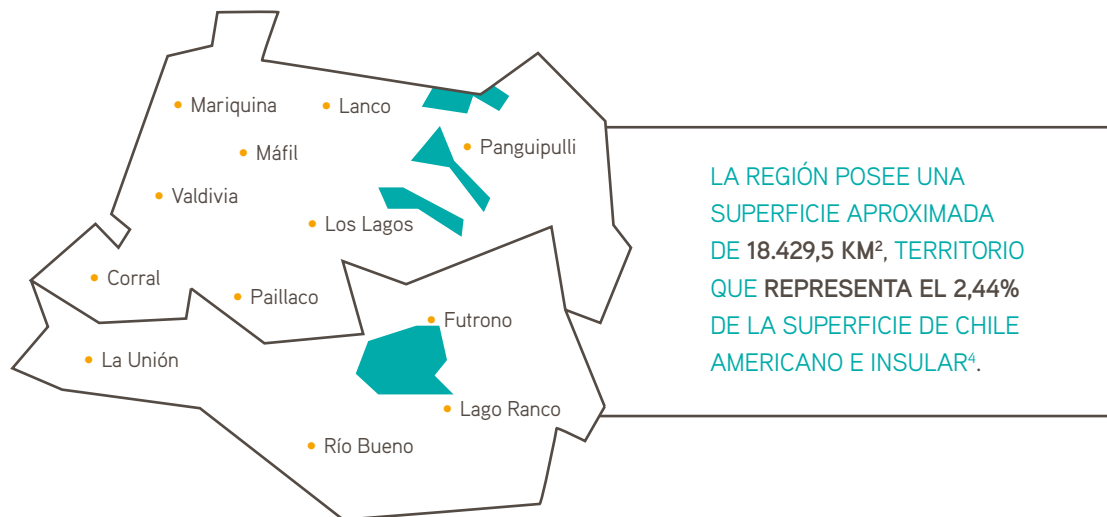 Mariquina
Lanco
Máfil
Panguipulli
Valdivia
Los Lagos
Corral
Paillaco
Futrono
La Unión
Lago Ranco
Río Bueno
LA REGIÓN POSEE UNA
SUPERFICIE APROXIMADA
DE 18.429,5 KM², TERRITORIO
QUE REPRESENTA EL 2,44%
DE LA SUPERFICIE DE CHILE
AMERICANO E INSULAR⁴.